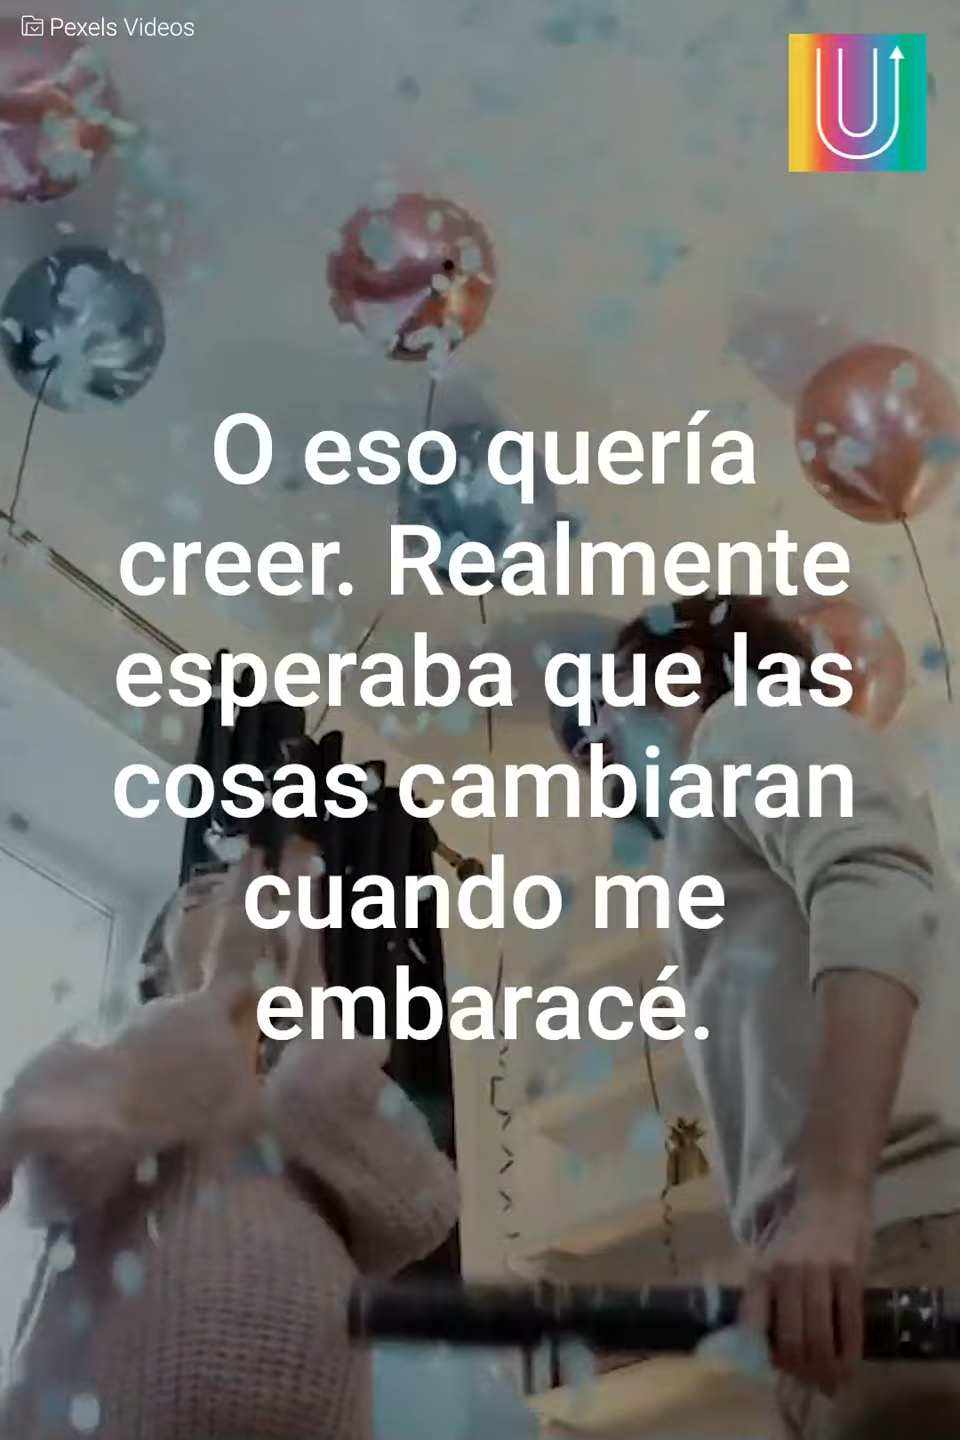 Pexels Videos
U
O eso quería
creer. Realmente
esperaba que las
cosas cambiaran
cuando me
embaracé.